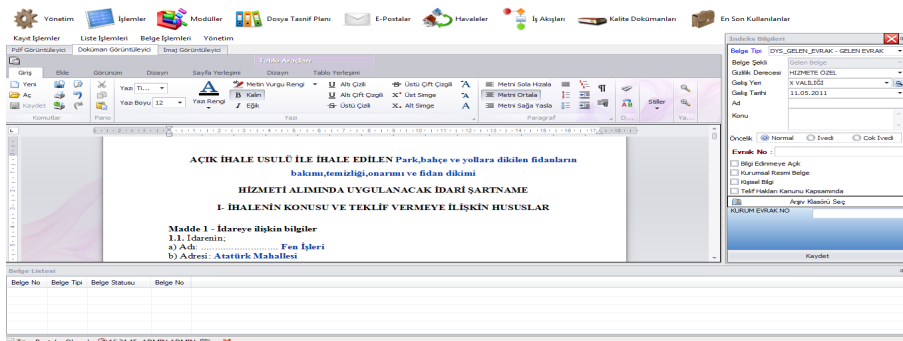 Yönetim İşlemler Modüller Dosya Tasnif Planı E-Postalar Havaleler İş Akışları Kalite Dokümanları En Son Kullanılanlar
Kayıt İşlemler Liste İşlemleri Belge İşlemleri Yönetim
Pdf Görüntüleyici Doküman Görüntüleyici İmaj Görüntüleyici
Tablo Araçları
Giriş Ekle Görünüm Dizayn Sayfa Yerleşimi Dizayn Tablo Yerleşimi
Yeni
Aç
Kaydet
Komutlar
Pano
Yazı Ti...
Yazı Boyu 12
Yazı Rengi
Metin Vurgu Rengi
B Kalın
I Eğik
U Altı Çizili
U Altı Çift Çizgili
Üstü Çizili
Üstü Çift Çizgili
X² Üst Simge
X₂ Alt Simge
Yazı
Metni Sola Hizala
Metni Ortala
Metni Sağa Yasla
Paragraf
D...
Stiller
Ya...
AÇIK İHALE USULÜ İLE İHALE EDİLEN Park,bahçe ve yollara dikilen fidanların
bakımı,temizliği,onarımı ve fidan dikimi
HİZMETİ ALIMINDA UYGULANACAK İDARİ ŞARTNAME
I- İHALENİN KONUSU VE TEKLİF VERMEYE İLİŞKİN HUSUSLAR
Madde 1 - İdareye ilişkin bilgiler
1.1. İdarenin;
a) Adı: ............................ Fen İşleri
b) Adresi: Atatürk Mahallesi
İndeks Bilgileri
Belge Tipi DYS_GELEN_EVRAK - GELEN EVRAK
Belge Şekli Gelen Belge
Gizlilik Derecesi HİZMETE ÖZEL
Geliş Yeri X VALİLİĞİ
Geliş Tarihi 11.05.2011
Ad
Konu
Öncelik Normal İvedi Çok İvedi
Evrak No :
Bilgi Edinmeye Açık
Kurumsal Resmi Belge
Kişisel Bilgi
Telif Hakları Kanunu Kapsamında
Arşiv Klasörü Seç
KURUM EVRAK NO
Kaydet
Belge Listesi
Belge No Belge Tipi Belge Statusu Belge No